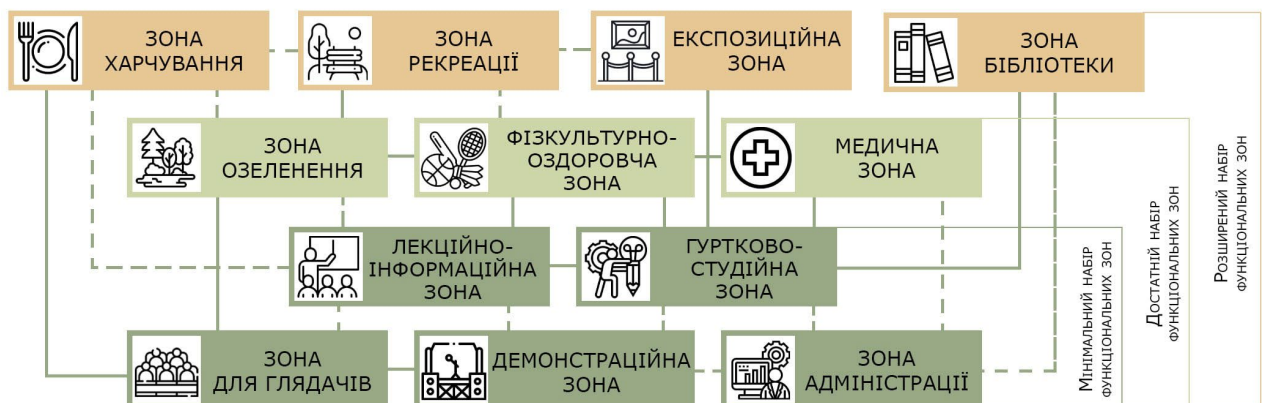 ЗОНА
ХАРЧУВАННЯ
ЗОНА
РЕКРЕАЦІЇ
ЕКСПОЗИЦІЙНА
ЗОНА
ЗОНА
БІБЛІОТЕКИ
ЗОНА
ОЗЕЛЕНЕННЯ
ФІЗКУЛЬТУРНО-
ОЗДОРОВЧА
ЗОНА
МЕДИЧНА
ЗОНА
ЛЕКЦІЙНО-
ІНФОРМАЦІЙНА
ЗОНА
ГУРТКОВО-
СТУДІЙНА
ЗОНА
ЗОНА
ДЛЯ ГЛЯДАЧІВ
ДЕМОНСТРАЦІЙНА
ЗОНА
ЗОНА
АДМІНІСТРАЦІЇ
МІНІМАЛЬНИЙ НАБІР
ФУНКЦІОНАЛЬНИХ ЗОН
ДОСТАТНІЙ НАБІР
ФУНКЦІОНАЛЬНИХ ЗОН
РОЗШИРЕНИЙ НАБІР
ФУНКЦІОНАЛЬНИХ ЗОН